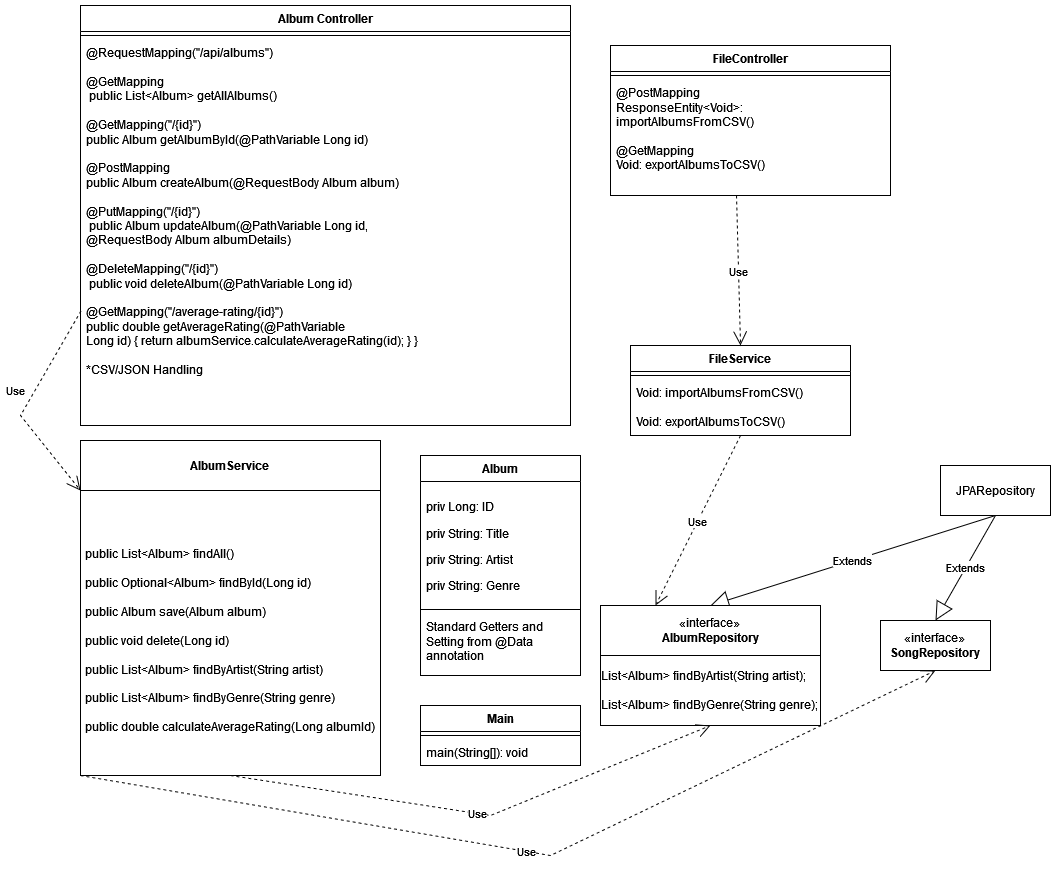 Album Controller
@RequestMapping("/api/albums")
@GetMapping
public List<Album> getAllAlbums()
@GetMapping("/{id}")
public Album getAlbumById(@PathVariable Long id)
@PostMapping
public Album createAlbum(@RequestBody Album album)
@PutMapping("/{id}")
public Album updateAlbum(@PathVariable Long id,
@RequestBody Album albumDetails)
@DeleteMapping("/{id}")
public void deleteAlbum(@PathVariable Long id)
@GetMapping("/average-rating/{id}")
public double getAverageRating(@PathVariable
Long id) { return albumService.calculateAverageRating(id); } }
*CSV/JSON Handling
FileController
@PostMapping
ResponseEntity<Void>:
importAlbumsFromCSV()
@GetMapping
Void: exportAlbumsToCSV()
Use
Use
FileService
Void: importAlbumsFromCSV()
Void: exportAlbumsToCSV()
AlbumService
public List<Album> findAll()
public Optional<Album> findById(Long id)
public Album save(Album album)
public void delete(Long id)
public List<Album> findByArtist(String artist)
public List<Album> findByGenre(String genre)
public double calculateAverageRating(Long albumId)
Album
priv Long: ID
priv String: Title
priv String: Artist
priv String: Genre
Standard Getters and
Setting from @Data
annotation
Main
main(String[]): void
Use
JPARepository
Extends
Extends
«interface»
AlbumRepository
List<Album> findByArtist(String artist);
List<Album> findByGenre(String genre);
«interface»
SongRepository
Use
Use